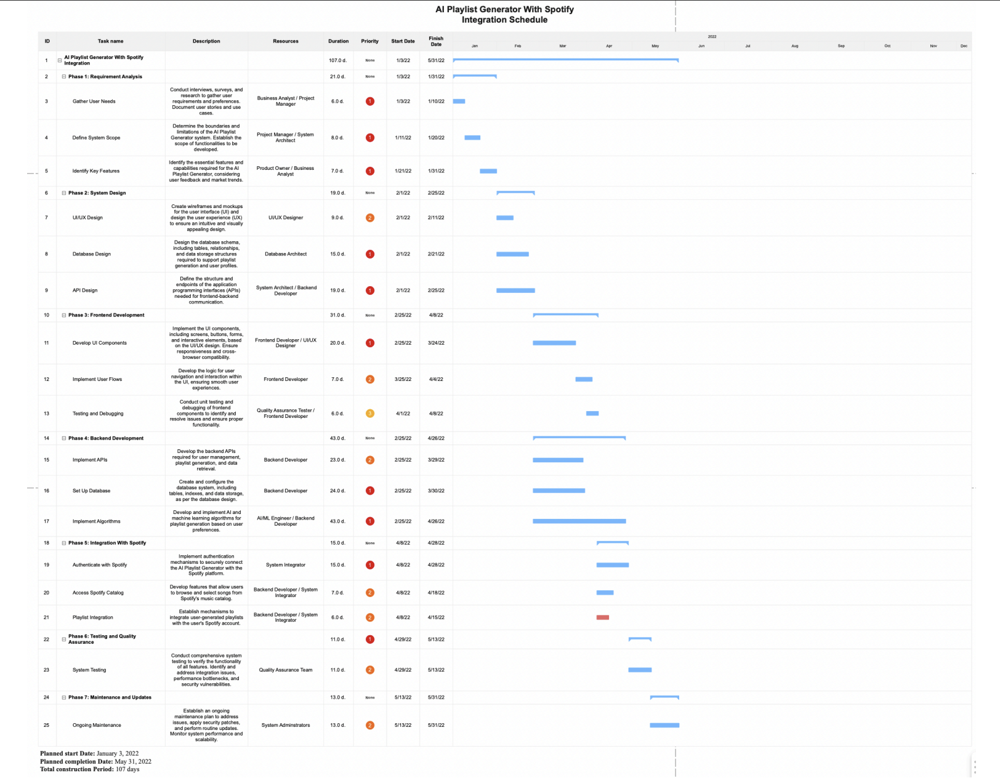 AI Playlist Generator With Spotify
Integration Schedule
ID Task name Description Resources Duration Priority Start Date Finish Date
2022
Jan Feb Mar Apr May Jun Jul Aug Sep Oct Nov Dec
1 AI Playlist Generator With Spotify Integration 107.0 d. None 1/3/22 5/31/22
2 Phase 1: Requirement Analysis 21.0 d. None 1/3/22 1/31/22
3 Gather User Needs Conduct interviews, surveys, and research to gather user requirements and preferences. Document user stories and use cases. Business Analyst / Project Manager 6.0 d. 1 1/3/22 1/10/22
4 Define System Scope Determine the boundaries and limitations of the AI Playlist Generator system. Establish the scope of functionalities to be developed. Project Manager / System Architect 8.0 d. 1 1/11/22 1/20/22
5 Identify Key Features Identify the essential features and capabilities required for the AI Playlist Generator, considering user feedback and market trends. Product Owner / Business Analyst 7.0 d. 1 1/21/22 1/31/22
6 Phase 2: System Design 19.0 d. None 2/1/22 2/25/22
7 UI/UX Design Create wireframes and mockups for the user interface (UI) and design the user experience (UX) to ensure an intuitive and visually appealing design. UI/UX Designer 9.0 d. 2 2/1/22 2/11/22
8 Database Design Design the database schema, including tables, relationships, and data storage structures required to support playlist generation and user profiles. Database Architect 15.0 d. 1 2/1/22 2/21/22
9 API Design Define the structure and endpoints of the application programming interfaces (APIs) needed for frontend-backend communication. System Architect / Backend Developer 19.0 d. 1 2/1/22 2/25/22
10 Phase 3: Frontend Development 31.0 d. None 2/25/22 4/8/22
11 Develop UI Components Implement the UI components, including screens, buttons, forms, and interactive elements, based on the UI/UX design. Ensure responsiveness and cross-browser compatibility. Frontend Developer / UI/UX Designer 20.0 d. 1 2/25/22 3/24/22
12 Implement User Flows Develop the logic for user navigation and interaction within the UI, ensuring smooth user experiences. Frontend Developer 7.0 d. 2 3/25/22 4/4/22
13 Testing and Debugging Conduct unit testing and debugging of frontend components to identify and resolve issues and ensure proper functionality. Quality Assurance Tester / Frontend Developer 6.0 d. 3 4/1/22 4/8/22
14 Phase 4: Backend Development 43.0 d. None 2/25/22 4/26/22
15 Implement APIs Develop the backend APIs required for user management, playlist generation, and data retrieval. Backend Developer 23.0 d. 2 2/25/22 3/29/22
16 Set Up Database Create and configure the database system, including tables, indexes, and data storage, as per the database design. Backend Developer 24.0 d. 1 2/25/22 3/30/22
17 Implement Algorithms Develop and implement AI and machine learning algorithms for playlist generation based on user preferences. AI/ML Engineer / Backend Developer 43.0 d. 1 2/25/22 4/26/22
18 Phase 5: Integration With Spotify 15.0 d. None 4/8/22 4/28/22
19 Authenticate with Spotify Implement authentication mechanisms to securely connect the AI Playlist Generator with the Spotify platform. System Integrator 15.0 d. 1 4/8/22 4/28/22
20 Access Spotify Catalog Develop features that allow users to browse and select songs from Spotify's music catalog. Backend Developer / System Integrator 7.0 d. 2 4/8/22 4/18/22
21 Playlist Integration Establish mechanisms to integrate user-generated playlists with the user's Spotify account. Backend Developer / System Integrator 6.0 d. 2 4/8/22 4/15/22
22 Phase 6: Testing and Quality Assurance 11.0 d. 1 4/29/22 5/13/22
23 System Testing Conduct comprehensive system testing to verify the functionality of all features. Identify and address integration issues, performance bottlenecks, and security vulnerabilities. Quality Assurance Team 11.0 d. 2 4/29/22 5/13/22
24 Phase 7: Maintenance and Updates 13.0 d. None 5/13/22 5/31/22
25 Ongoing Maintenance Establish an ongoing maintenance plan to address issues, apply security patches, and perform routine updates. Monitor system performance and scalability. System Adminstrators 13.0 d. 2 5/13/22 5/31/22
Planned start Date: January 3, 2022
Planned completion Date: May 31, 2022
Total construction Period: 107 days